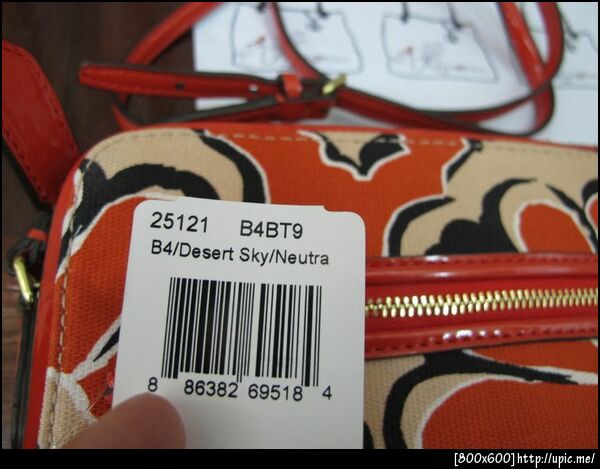 25121 B4BT9
B4/Desert Sky/Neutra
8 86382 69518 4
[800x600]http://upic.me/